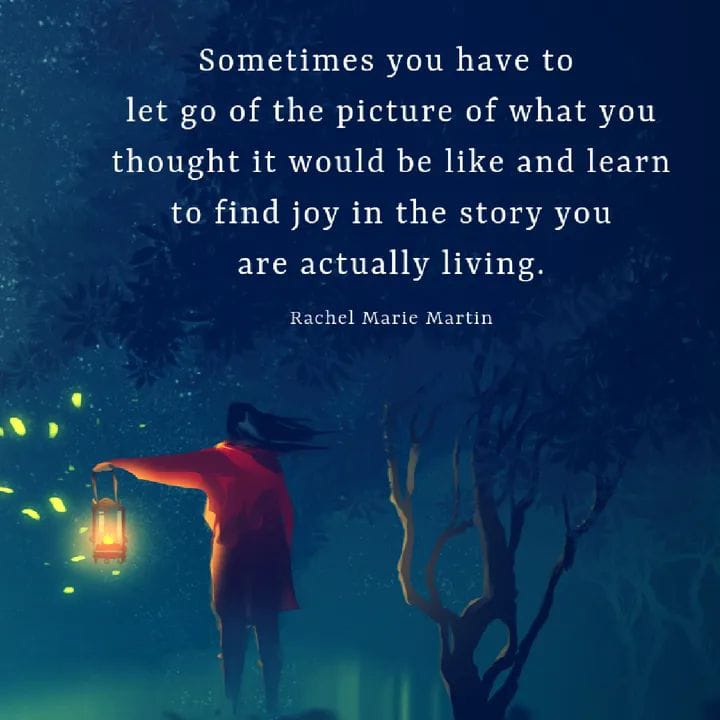 Sometimes you have to
let go of the picture of what you
thought it would be like and learn
to find joy in the story you
are actually living.
Rachel Marie Martin